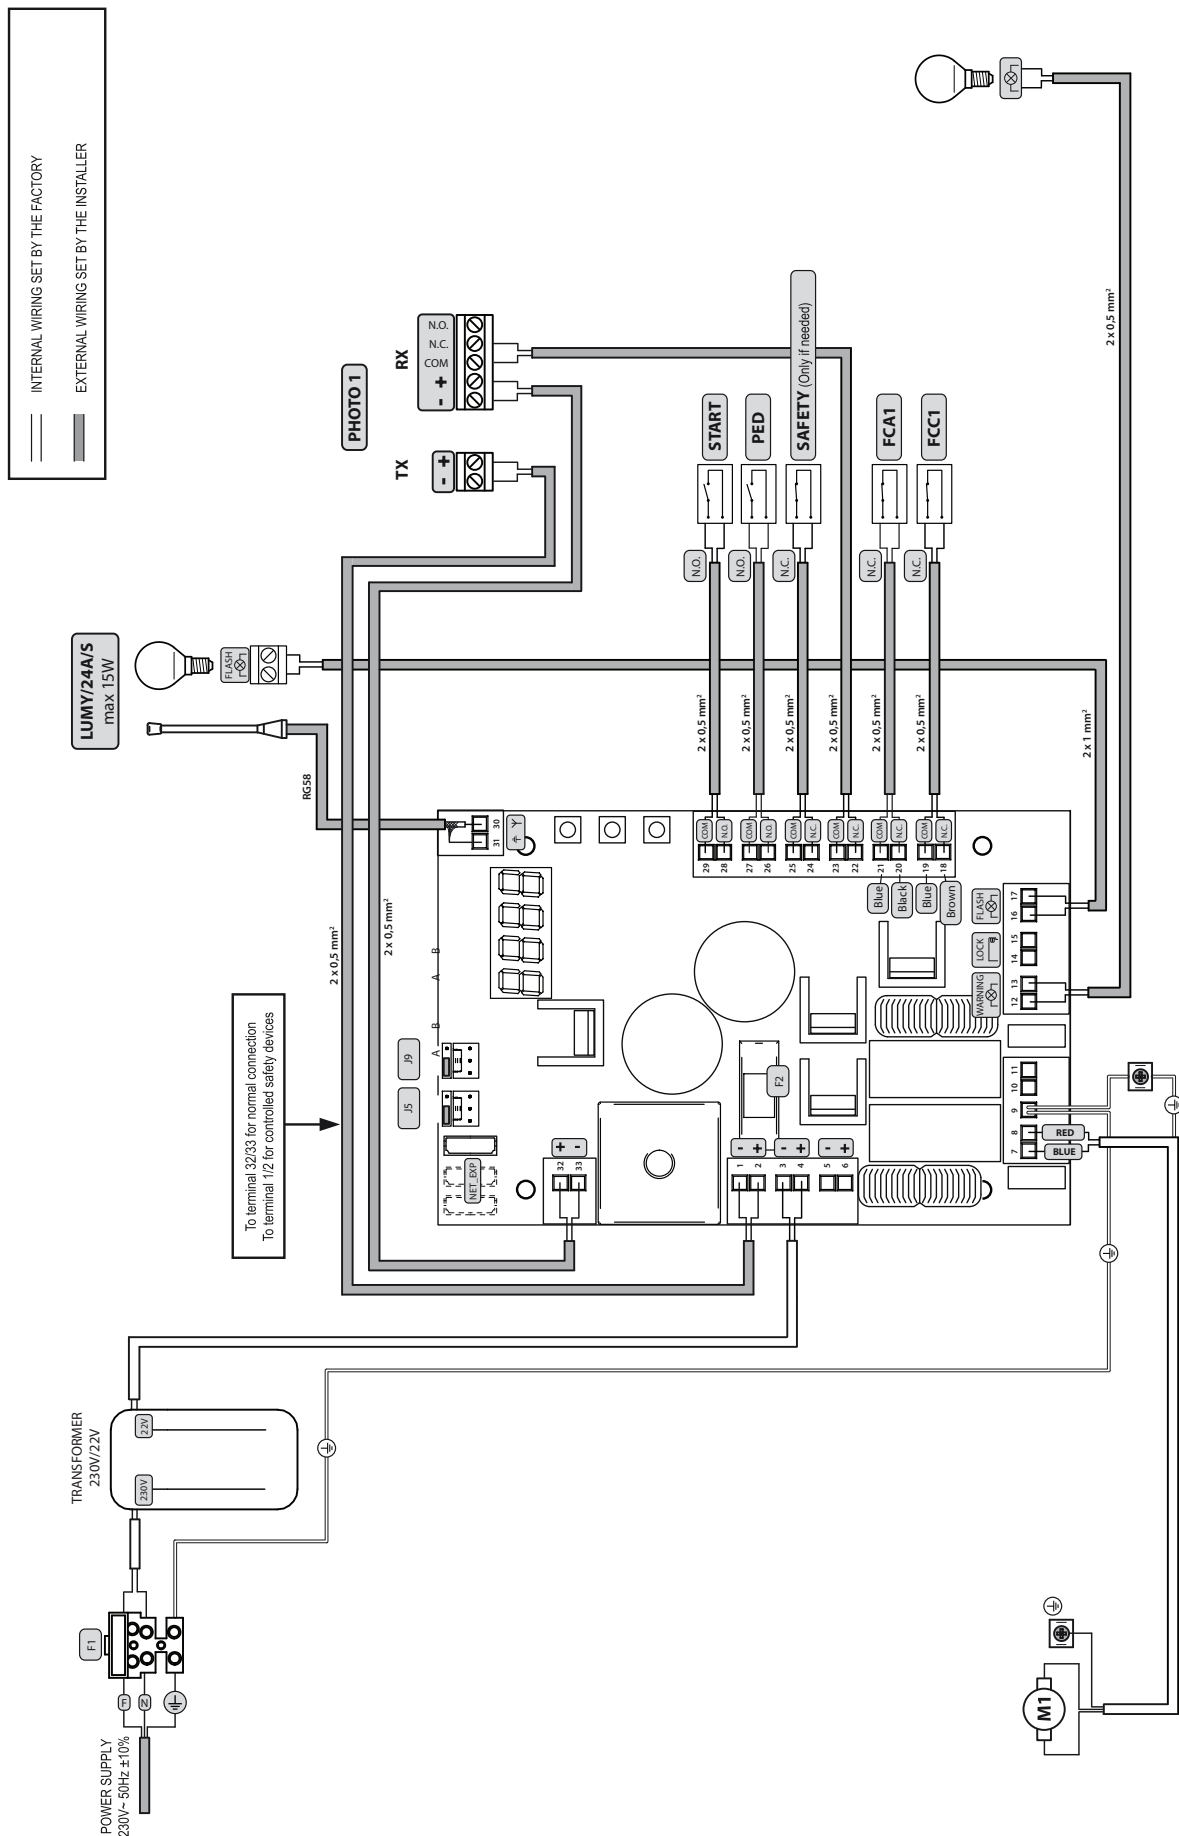 INTERNAL WIRING SET BY THE FACTORY
EXTERNAL WIRING SET BY THE INSTALLER
PHOTO 1
TX
- +
RX
- + COM N.C. N.O.
LUMY/24A/S
max 15W
FLASH
RG58
2 x 0,5 mm²
2 x 0,5 mm²
START
PED
SAFETY (Only if needed)
FCA1
FCC1
N.O.
N.O.
N.C.
N.C.
N.C.
2 x 0,5 mm²
2 x 0,5 mm²
2 x 0,5 mm²
2 x 0,5 mm²
2 x 0,5 mm²
2 x 0,5 mm²
2 x 1 mm²
2 x 0,5 mm²
31 30
29 COM
28 N.O.
27 COM
26 N.O.
25 COM
24 N.C.
23 COM
22 N.C.
21 COM
20 N.C.
19 COM
18 N.C.
Blue
Black
Blue
Brown
FLASH
16 17
LOCK
14 15
WARNING
12 13
7 8 9 10 11
BLUE
RED
A B A B
J5
J9
NET_EXP
32 +
33 -
F2
1 -
2 +
3 -
4 +
5 -
6 +
To terminal 32/33 for normal connection
To terminal 1/2 for controlled safety devices
TRANSFORMER
230V/22V
230V
22V
F1
F
N
POWER SUPPLY
230V~ 50Hz ±10%
M1